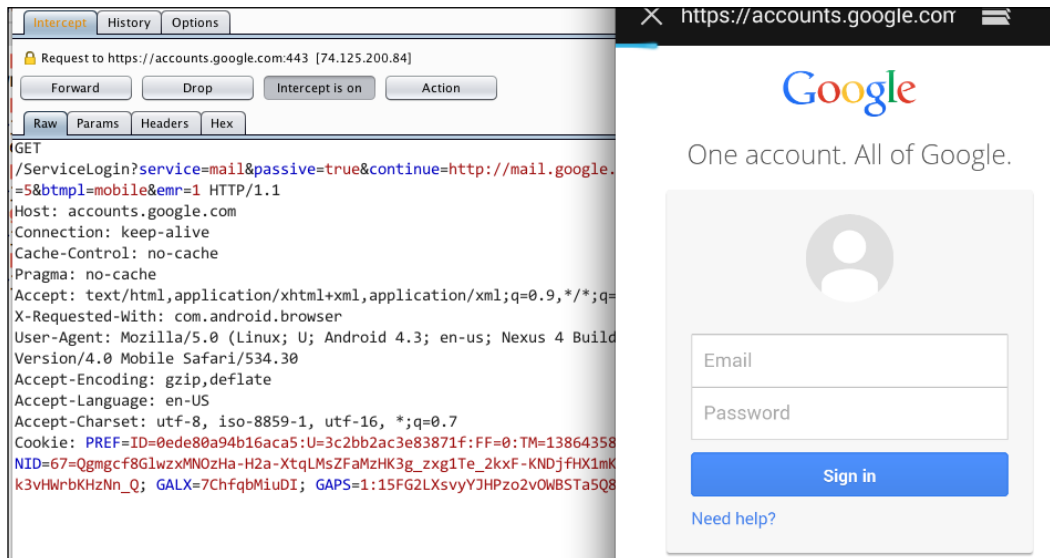 Intercept History Options
Request to https://accounts.google.com:443 [74.125.200.84]
Forward Drop Intercept is on Action
Raw Params Headers Hex
GET
/ServiceLogin?service=mail&passive=true&continue=http://mail.google.
=5&btmpl=mobile&emr=1 HTTP/1.1
Host: accounts.google.com
Connection: keep-alive
Cache-Control: no-cache
Pragma: no-cache
Accept: text/html,application/xhtml+xml,application/xml;q=0.9,*/*;q=
X-Requested-With: com.android.browser
User-Agent: Mozilla/5.0 (Linux; U; Android 4.3; en-us; Nexus 4 Build
Version/4.0 Mobile Safari/534.30
Accept-Encoding: gzip,deflate
Accept-Language: en-US
Accept-Charset: utf-8, iso-8859-1, utf-16, *;q=0.7
Cookie: PREF=ID=0ede80a94b16aca5:U=3c2bb2ac3e83871f:FF=0:TM=13864358
NID=67=Qgmgcf8GlwzxMNOzHa-H2a-XtqLMsZFaMzHK3g_zxg1Te_2kxF-KNDjfHX1mK
k3vHWrbKHzNn_Q; GALX=7ChfqbMiuDI; GAPS=1:15FG2LXsvyYJHPzo2vOWBSTa5Q8
https://accounts.google.com
Google
One account. All of Google.
Email
Password
Sign in
Need help?